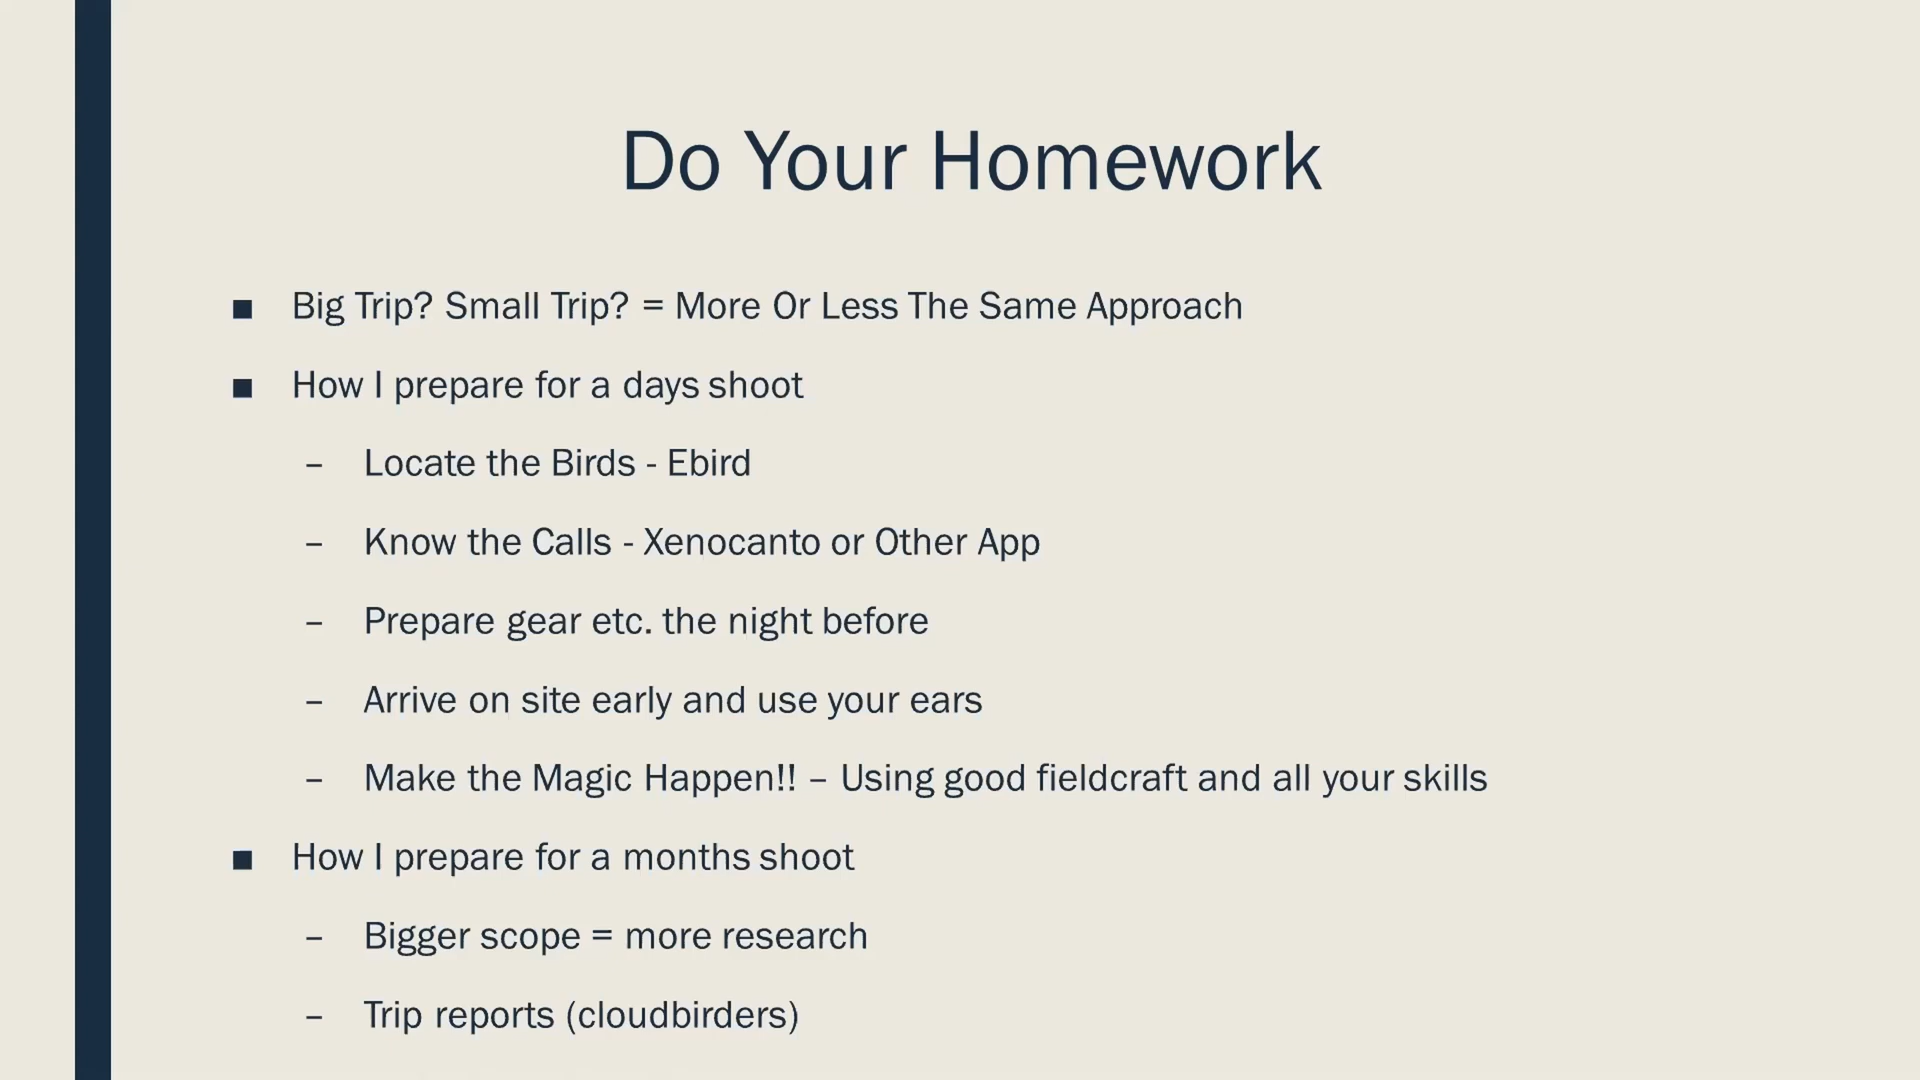 Do Your Homework
■ Big Trip? Small Trip? = More Or Less The Same Approach
■ How I prepare for a days shoot
– Locate the Birds - Ebird
– Know the Calls - Xenocanto or Other App
– Prepare gear etc. the night before
– Arrive on site early and use your ears
– Make the Magic Happen!! – Using good fieldcraft and all your skills
■ How I prepare for a months shoot
– Bigger scope = more research
– Trip reports (cloudbirders)